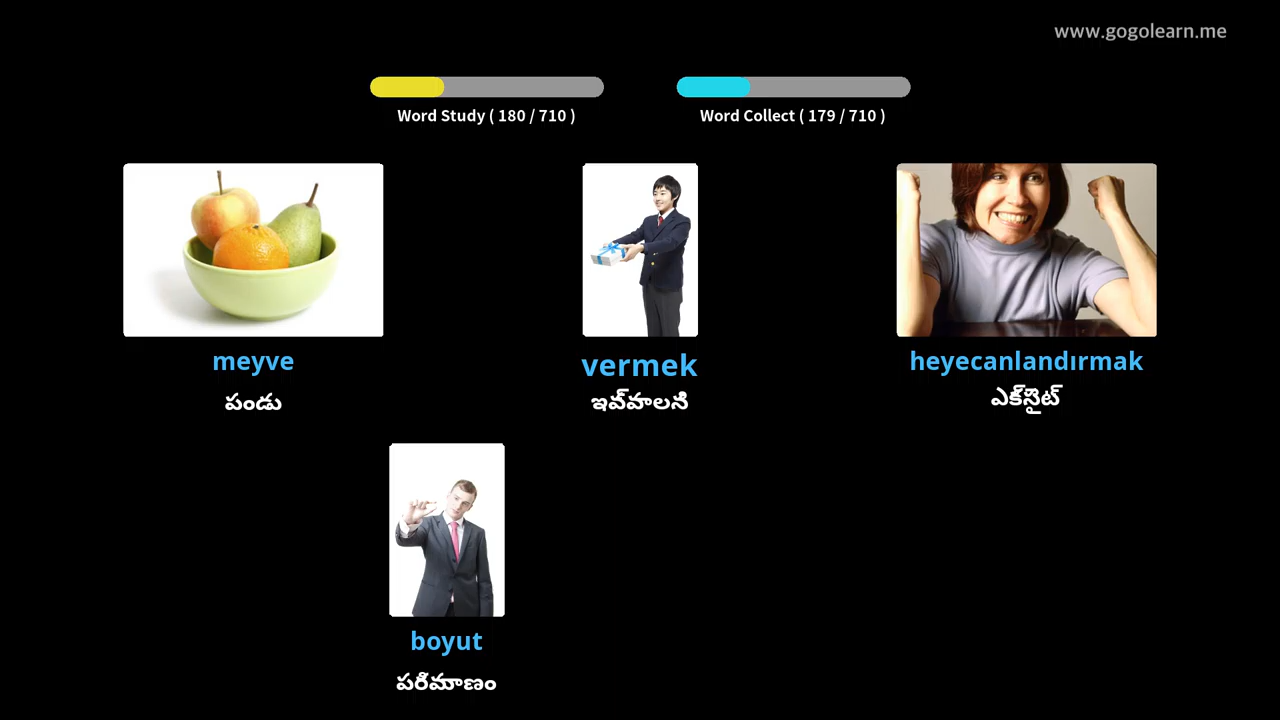 www.gogolearn.me
Word Study ( 180 / 710 )
Word Collect ( 179 / 710 )
meyve
vermek
heyecanlandırmak
పండు
ఇవ్వాలని
ఎక్సైట్
boyut
పరిమాణం